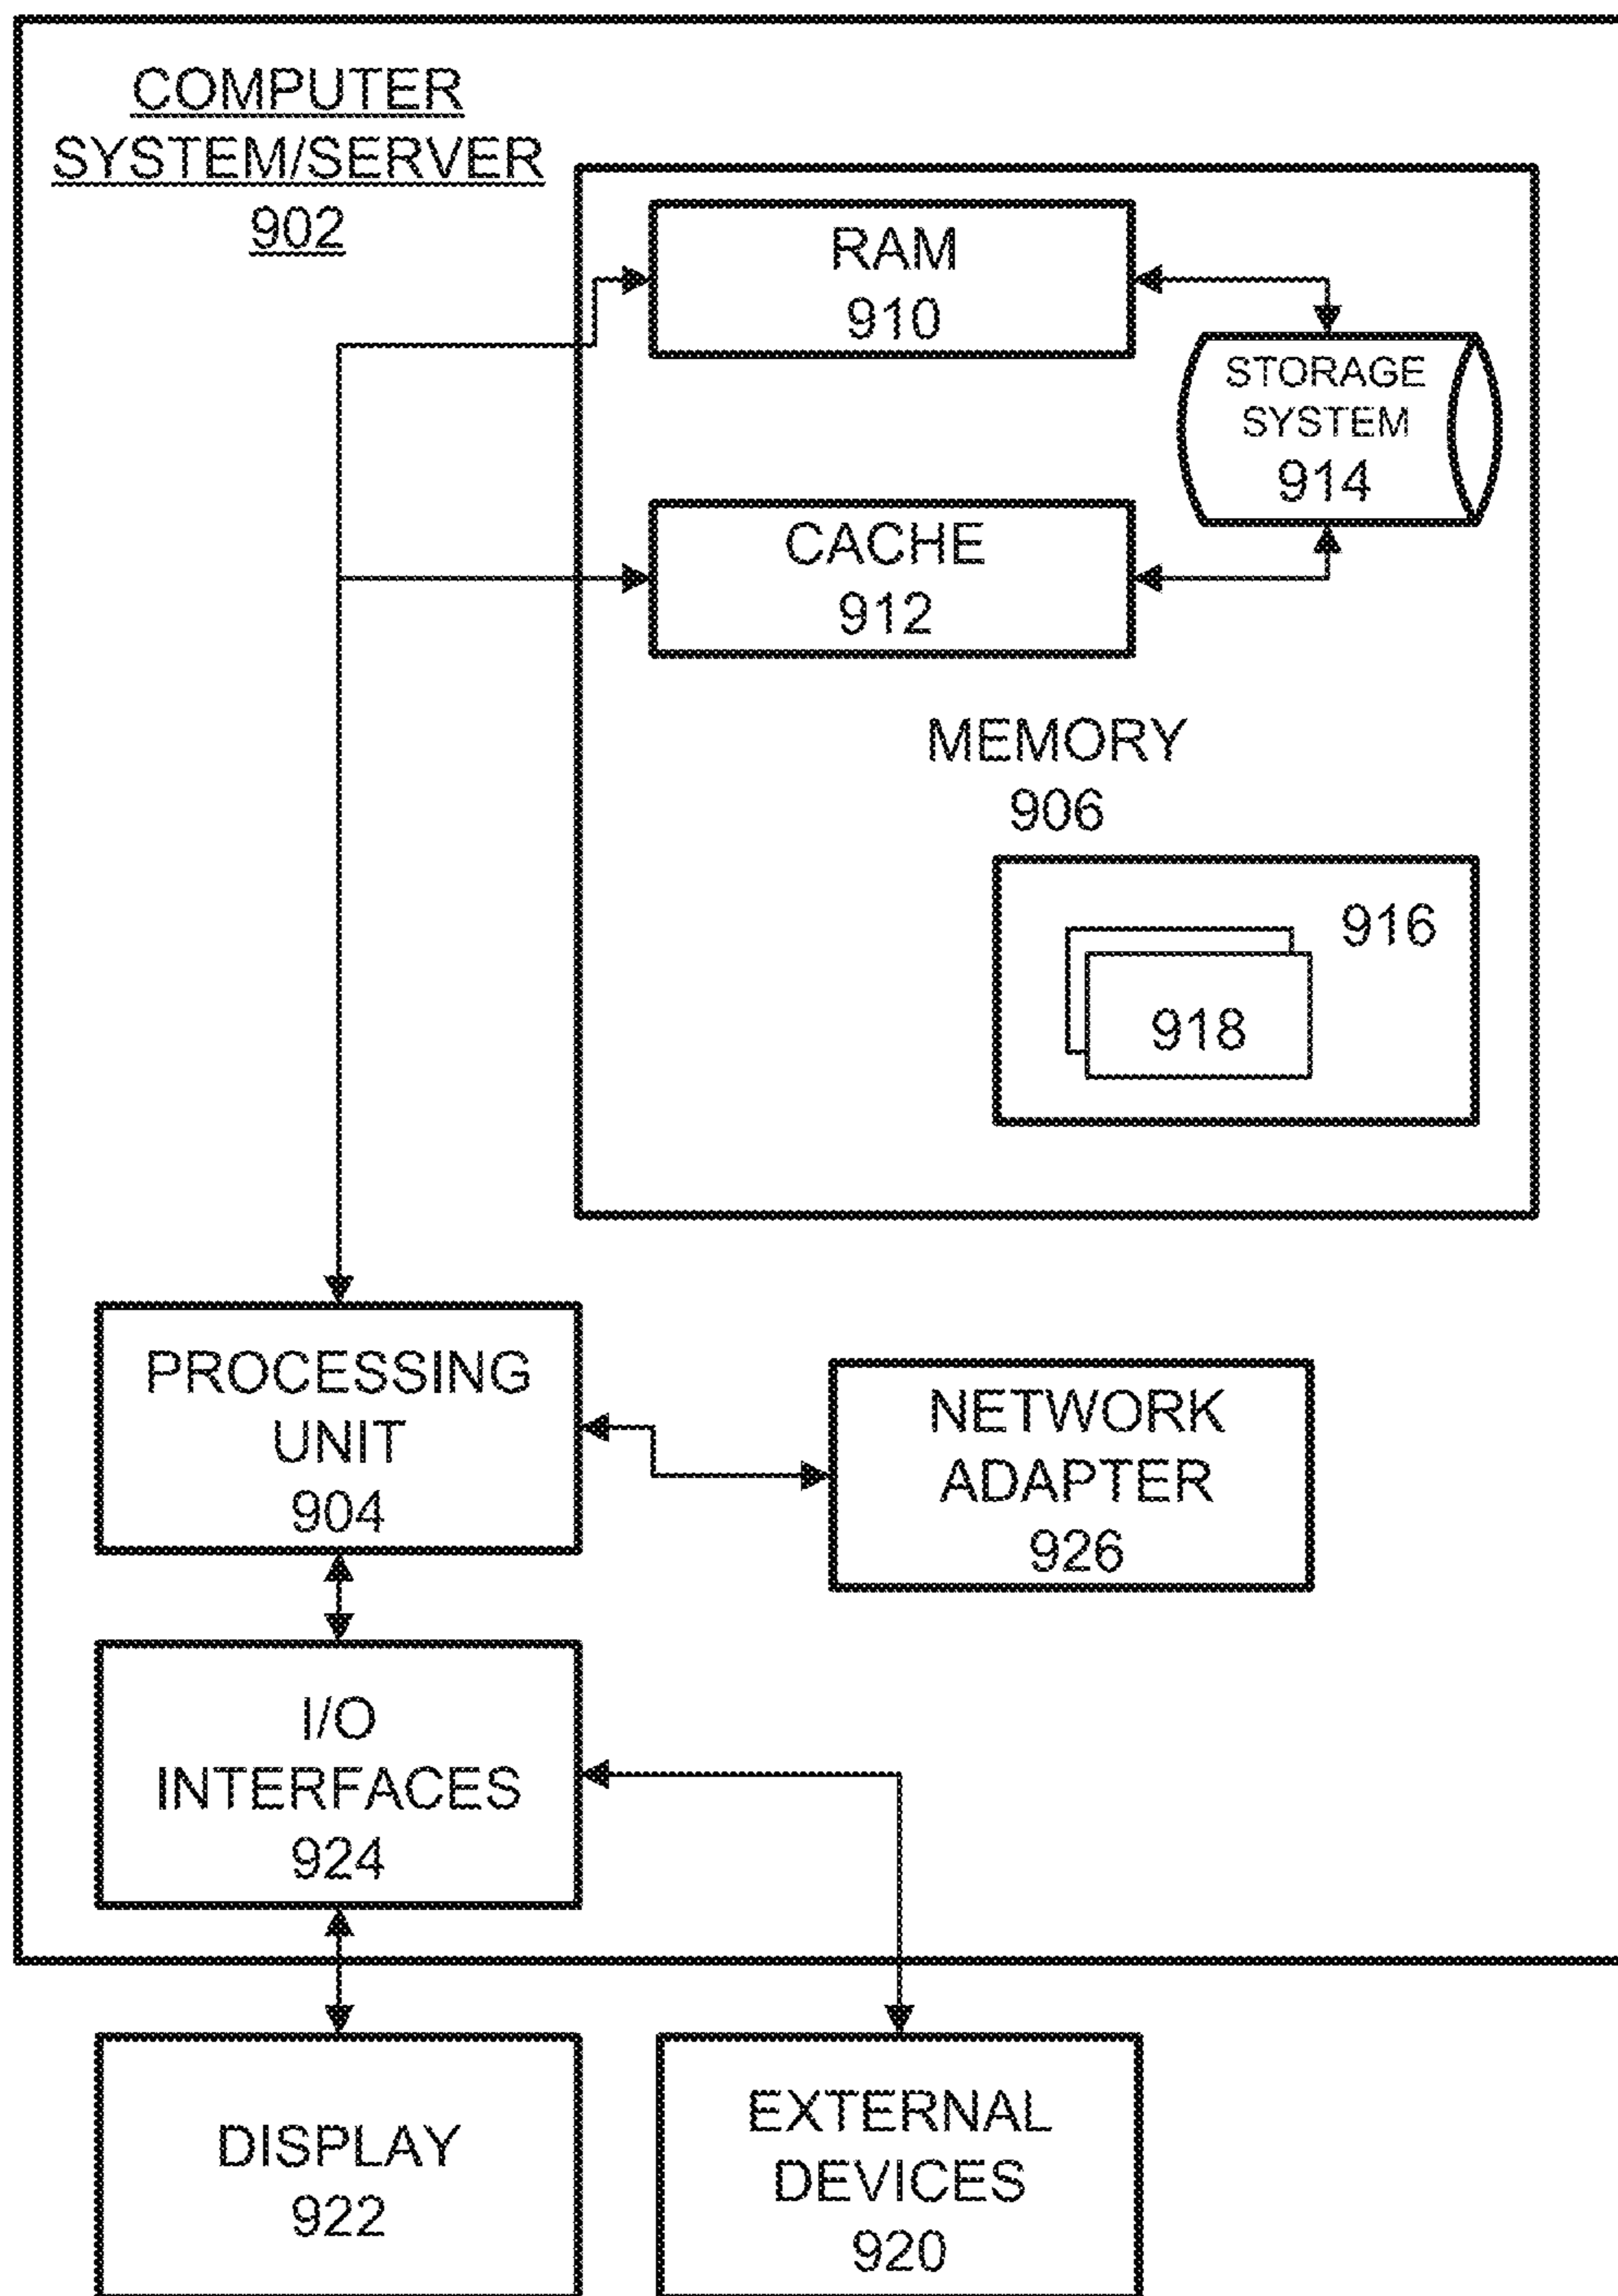 COMPUTER
SYSTEM/SERVER
902
RAM
910
STORAGE
SYSTEM
914
CACHE
912
MEMORY
906
916
918
PROCESSING
UNIT
904
NETWORK
ADAPTER
926
I/O
INTERFACES
924
DISPLAY
922
EXTERNAL
DEVICES
920